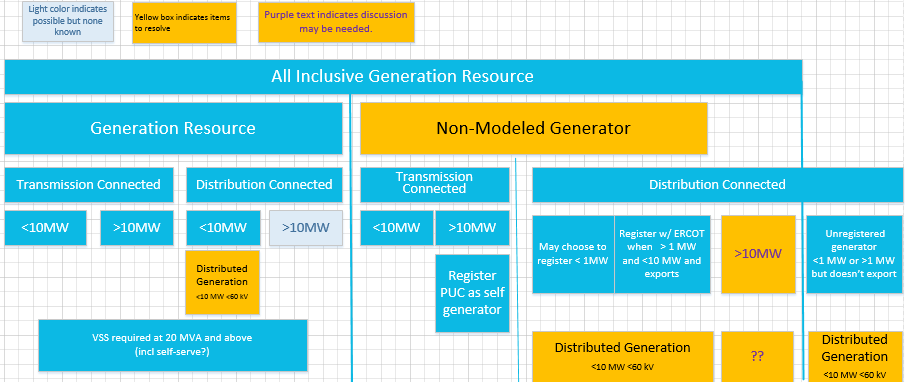 Light color indicates
possible but none
known
Yellow box indicates items
to resolve
Purple text indicates discussion
may be needed.
All Inclusive Generation Resource
Generation Resource
Non-Modeled Generator
Transmission Connected
Distribution Connected
Transmission
Connected
Distribution Connected
<10MW
>10MW
<10MW
>10MW
<10MW
>10MW
May choose to
register < 1MW
Register w/ ERCOT
when > 1 MW
and <10 MW and
exports
>10MW
Unregistered
generator
<1 MW or >1 MW
but doesn't export
Distributed
Generation
<10 MW <60 kV
Register
PUC as self
generator
VSS required at 20 MVA and above
(incl self-serve?)
Distributed Generation
<10 MW <60 kV
??
Distributed
Generation
<10 MW <60 kV